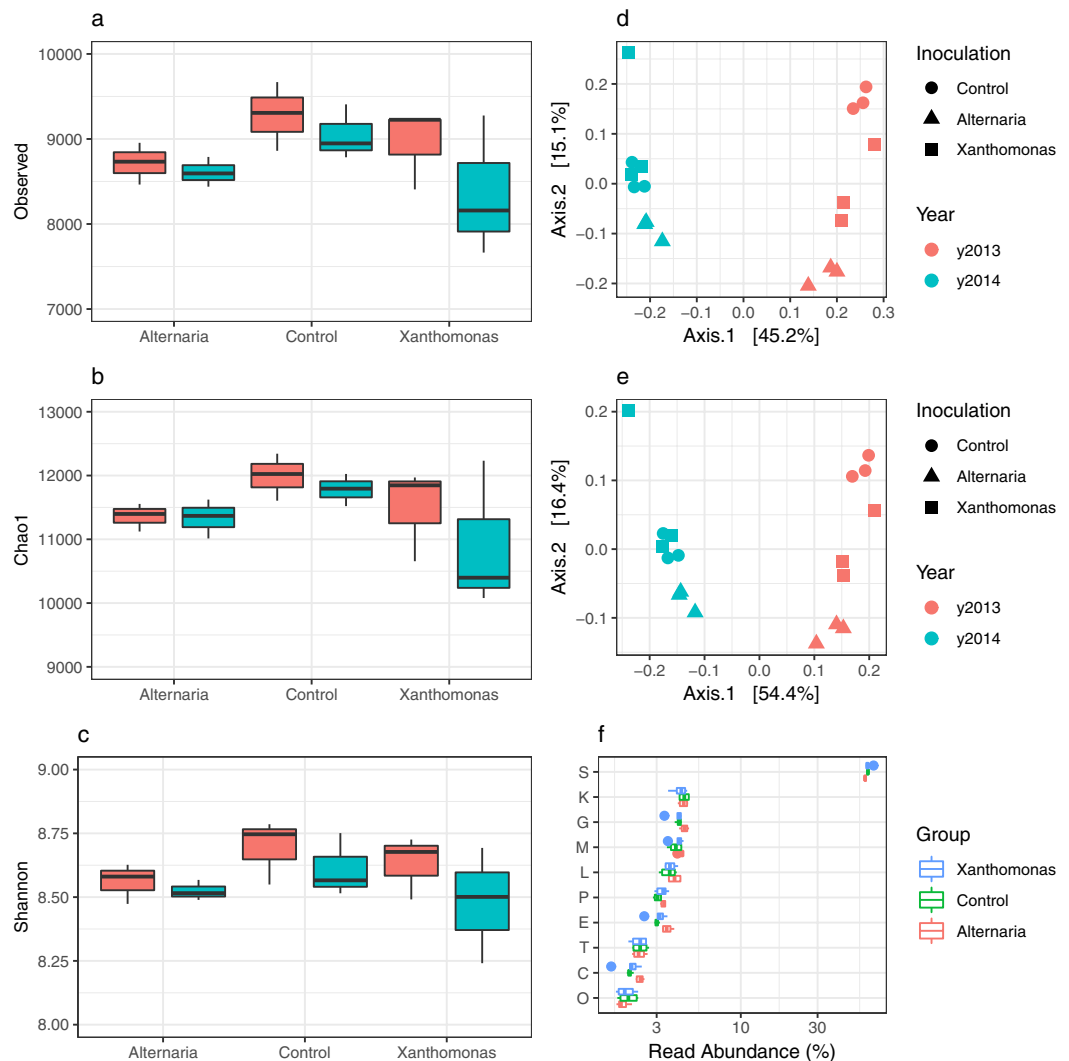 a
10000
9000
8000
7000
Observed
Alternaria Control Xanthomonas
b
13000
12000
11000
10000
9000
Chao1
Alternaria Control Xanthomonas
c
9.00
8.75
8.50
8.25
8.00
Shannon
Alternaria Control Xanthomonas
d
0.2
0.1
0.0
−0.1
−0.2
Axis.2 [15.1%]
−0.2 −0.1 0.0 0.1 0.2 0.3
Axis.1 [45.2%]
Inoculation
Control
Alternaria
Xanthomonas
Year
y2013
y2014
e
0.2
0.1
0.0
−0.1
Axis.2 [16.4%]
−0.2 −0.1 0.0 0.1 0.2
Axis.1 [54.4%]
Inoculation
Control
Alternaria
Xanthomonas
Year
y2013
y2014
f
S
K
G
M
L
P
E
T
C
O
3 10 30
Read Abundance (%)
Group
Xanthomonas
Control
Alternaria